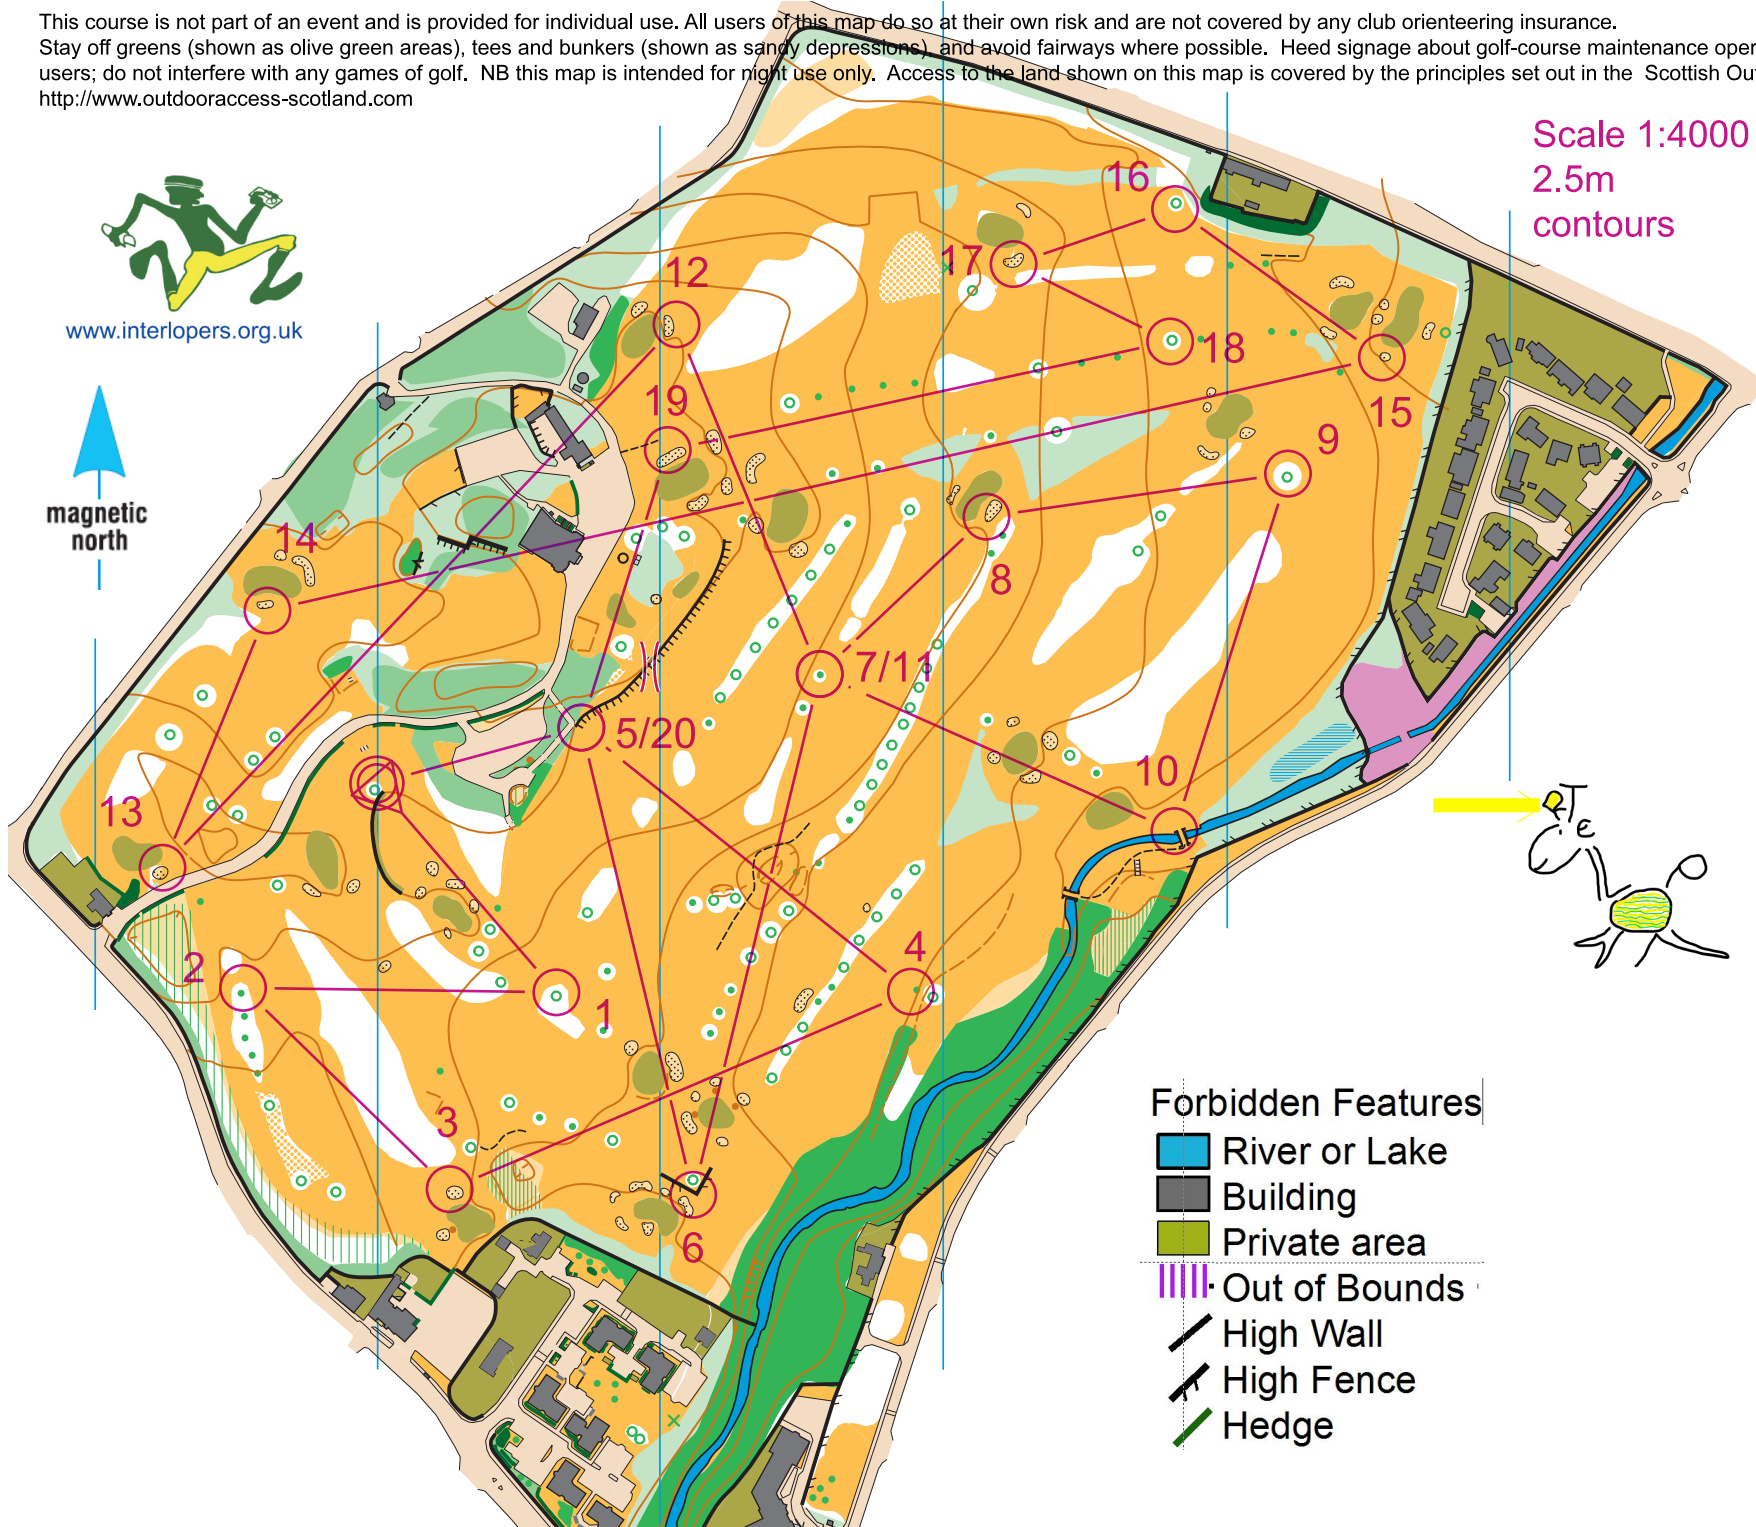 This course is not part of an event and is provided for individual use. All users of this map do so at their own risk and are not covered by any club orienteering insurance.
Stay off greens (shown as olive green areas), tees and bunkers (shown as sandy depressions), and avoid fairways where possible. Heed signage about golf-course maintenance oper
users; do not interfere with any games of golf. NB this map is intended for night use only. Access to the land shown on this map is covered by the principles set out in the Scottish Ou
http://www.outdooraccess-scotland.com
Scale 1:4000
2.5m
contours
www.interlopers.org.uk
magnetic
north
16
17
12
18
19
15
9
14
8
7/11
5/20
10
13
4
2
1
3
6
Forbidden Features
River or Lake
Building
Private area
Out of Bounds
High Wall
High Fence
Hedge